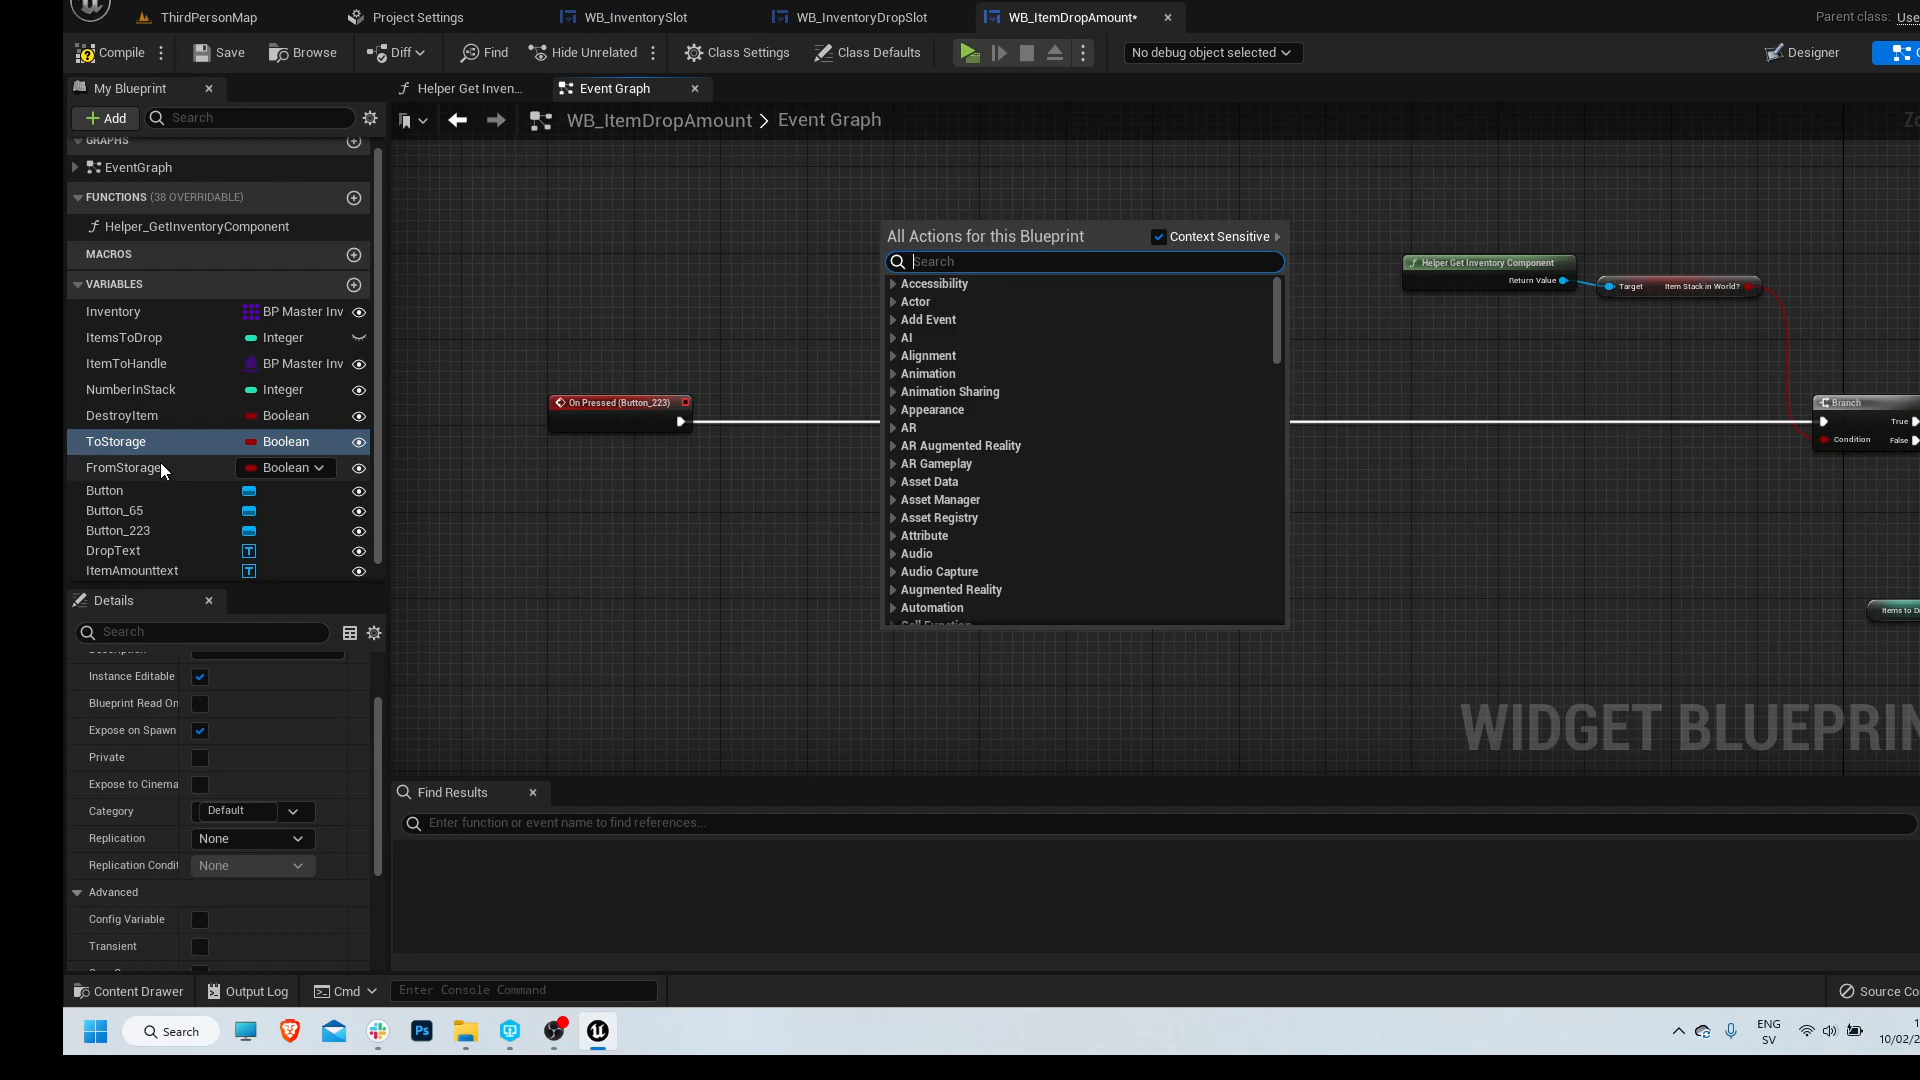 ThirdPersonMap
Project Settings
WB_InventorySlot
WB_InventoryDropSlot
WB_ItemDropAmount*
Parent class:
Compile
Save
Browse
Diff
Find
Hide Unrelated
Class Settings
Class Defaults
No debug object selected
Designer
My Blueprint
Helper Get Inven...
Event Graph
Add
Search
WB_ItemDropAmount > Event Graph
GRAPHS
EventGraph
FUNCTIONS (38 OVERRIDABLE)
Helper_GetInventoryComponent
MACROS
VARIABLES
Inventory BP Master Inv
ItemsToDrop Integer
ItemToHandle BP Master Inv
NumberInStack Integer
DestroyItem Boolean
ToStorage Boolean
FromStorage Boolean
Button
Button_65
Button_223
DropText
ItemAmounttext
Details
Search
Instance Editable
Blueprint Read On
Expose on Spawn
Private
Expose to Cinema
Category Default
Replication None
Replication Condit None
Advanced
Config Variable
Transient
On Pressed (Button_223)
All Actions for this Blueprint
Context Sensitive
Search
Accessibility
Actor
Add Event
AI
Alignment
Animation
Animation Sharing
Appearance
AR
AR Augmented Reality
AR Gameplay
Asset Data
Asset Manager
Asset Registry
Attribute
Audio
Audio Capture
Augmented Reality
Automation
Call Function
Helper Get Inventory Component
Return Value
Target Item Stack in World?
Branch
True
Condition False
Items to D
WIDGET BLUEPRIN
Find Results
Enter function or event name to find references...
Content Drawer
Output Log
Cmd
Enter Console Command
Source Co
Search
Ps
ENG
SV
10/02/2